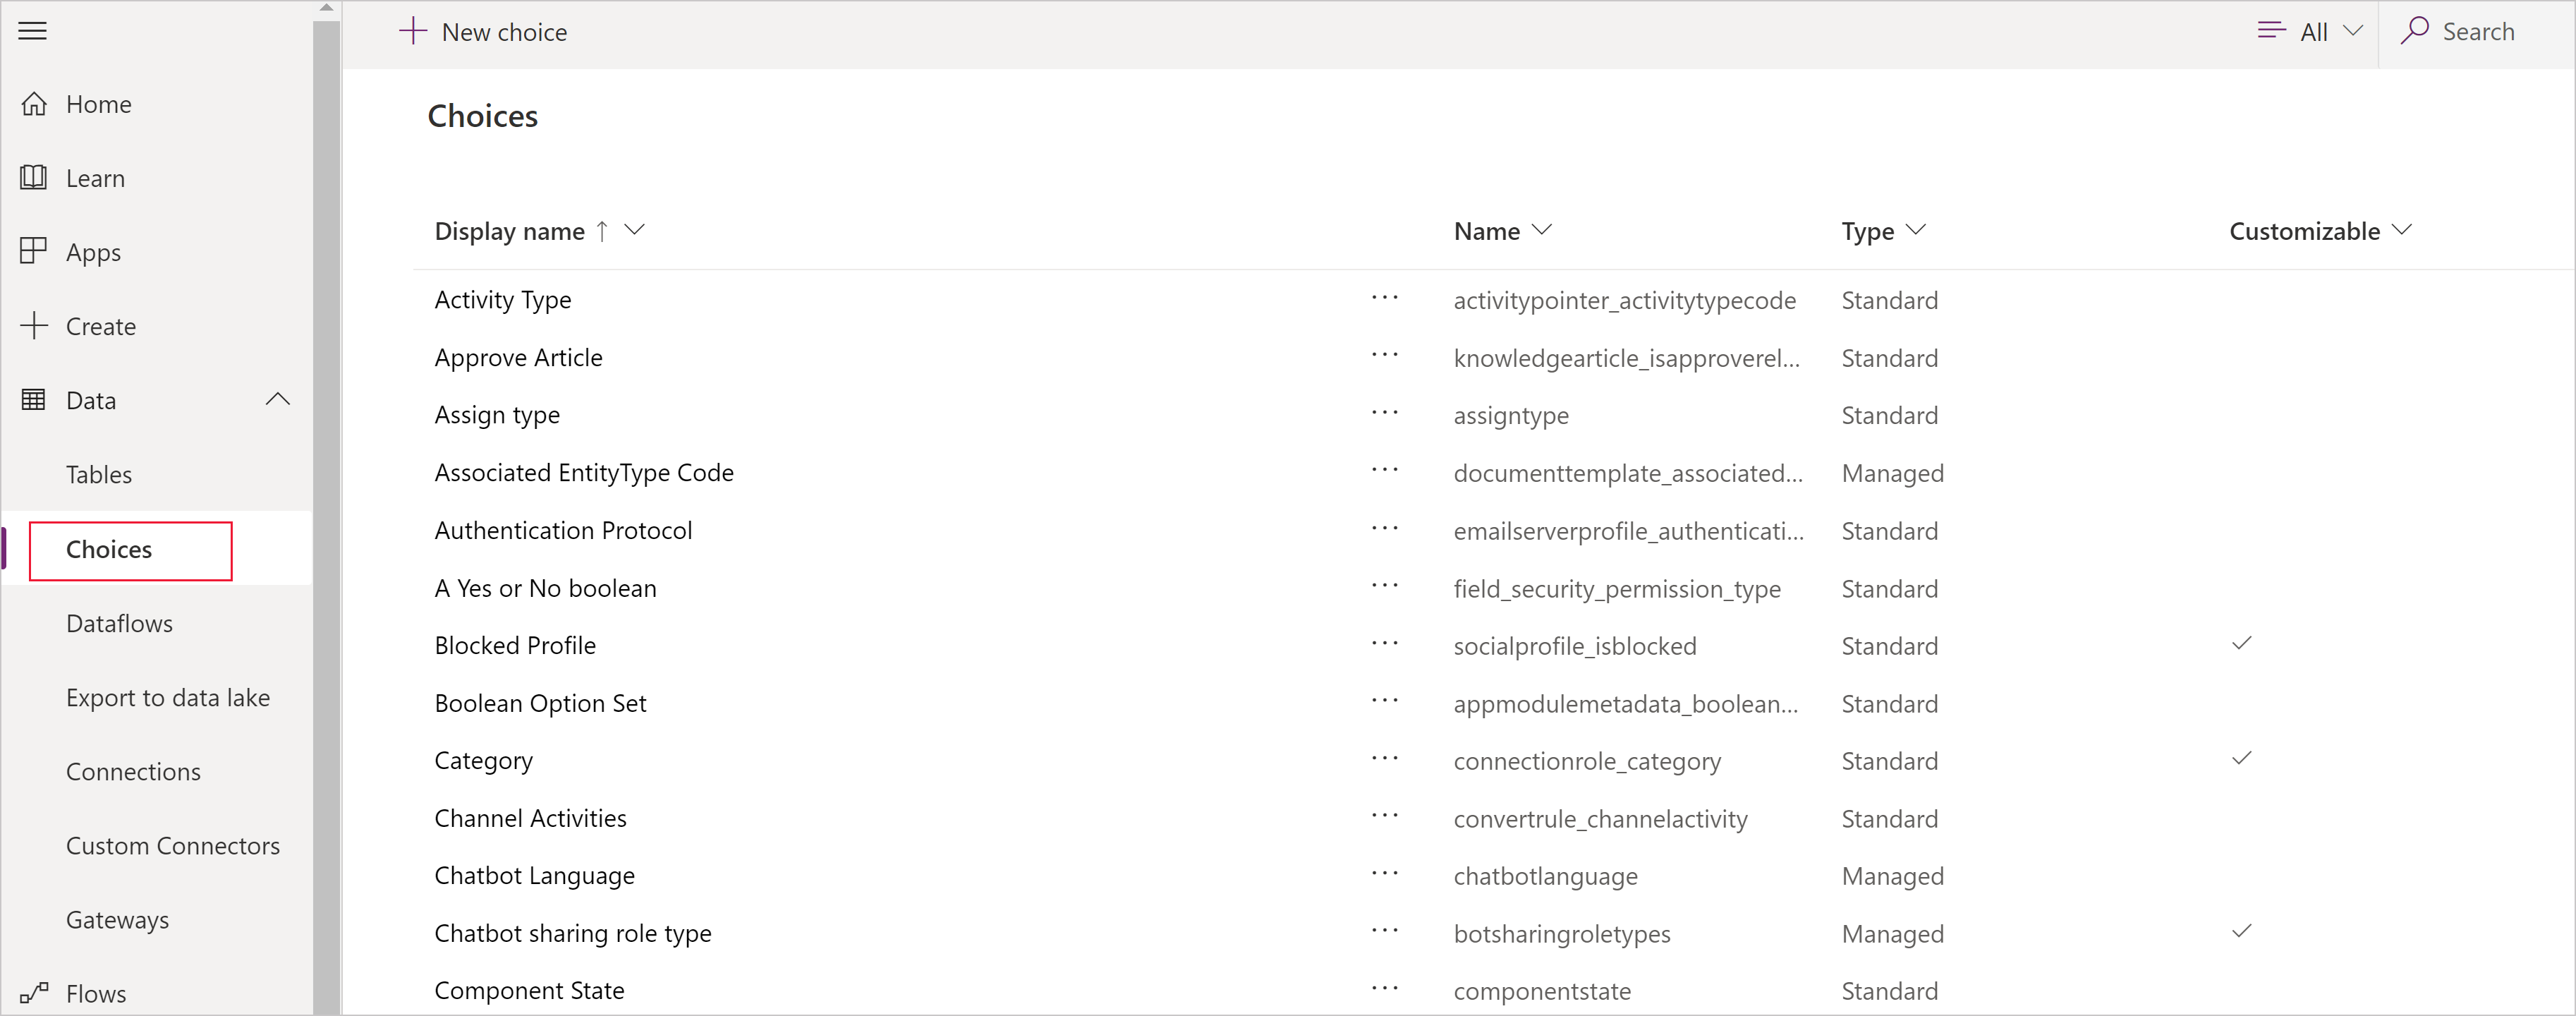 New choice
All
Search
Home
Learn
Apps
Create
Data
Tables
Choices
Dataflows
Export to data lake
Connections
Custom Connectors
Gateways
Flows
Choices
Display name Name Type Customizable
Activity Type ... activitypointer_activitytypecode Standard
Approve Article ... knowledgearticle_isapproverel... Standard
Assign type ... assigntype Standard
Associated EntityType Code ... documenttemplate_associated... Managed
Authentication Protocol ... emailserverprofile_authenticati... Standard
A Yes or No boolean ... field_security_permission_type Standard
Blocked Profile ... socialprofile_isblocked Standard
Boolean Option Set ... appmodulemetadata_boolean... Standard
Category ... connectionrole_category Standard
Channel Activities ... convertrule_channelactivity Standard
Chatbot Language ... chatbotlanguage Managed
Chatbot sharing role type ... botsharingroletypes Managed
Component State ... componentstate Standard